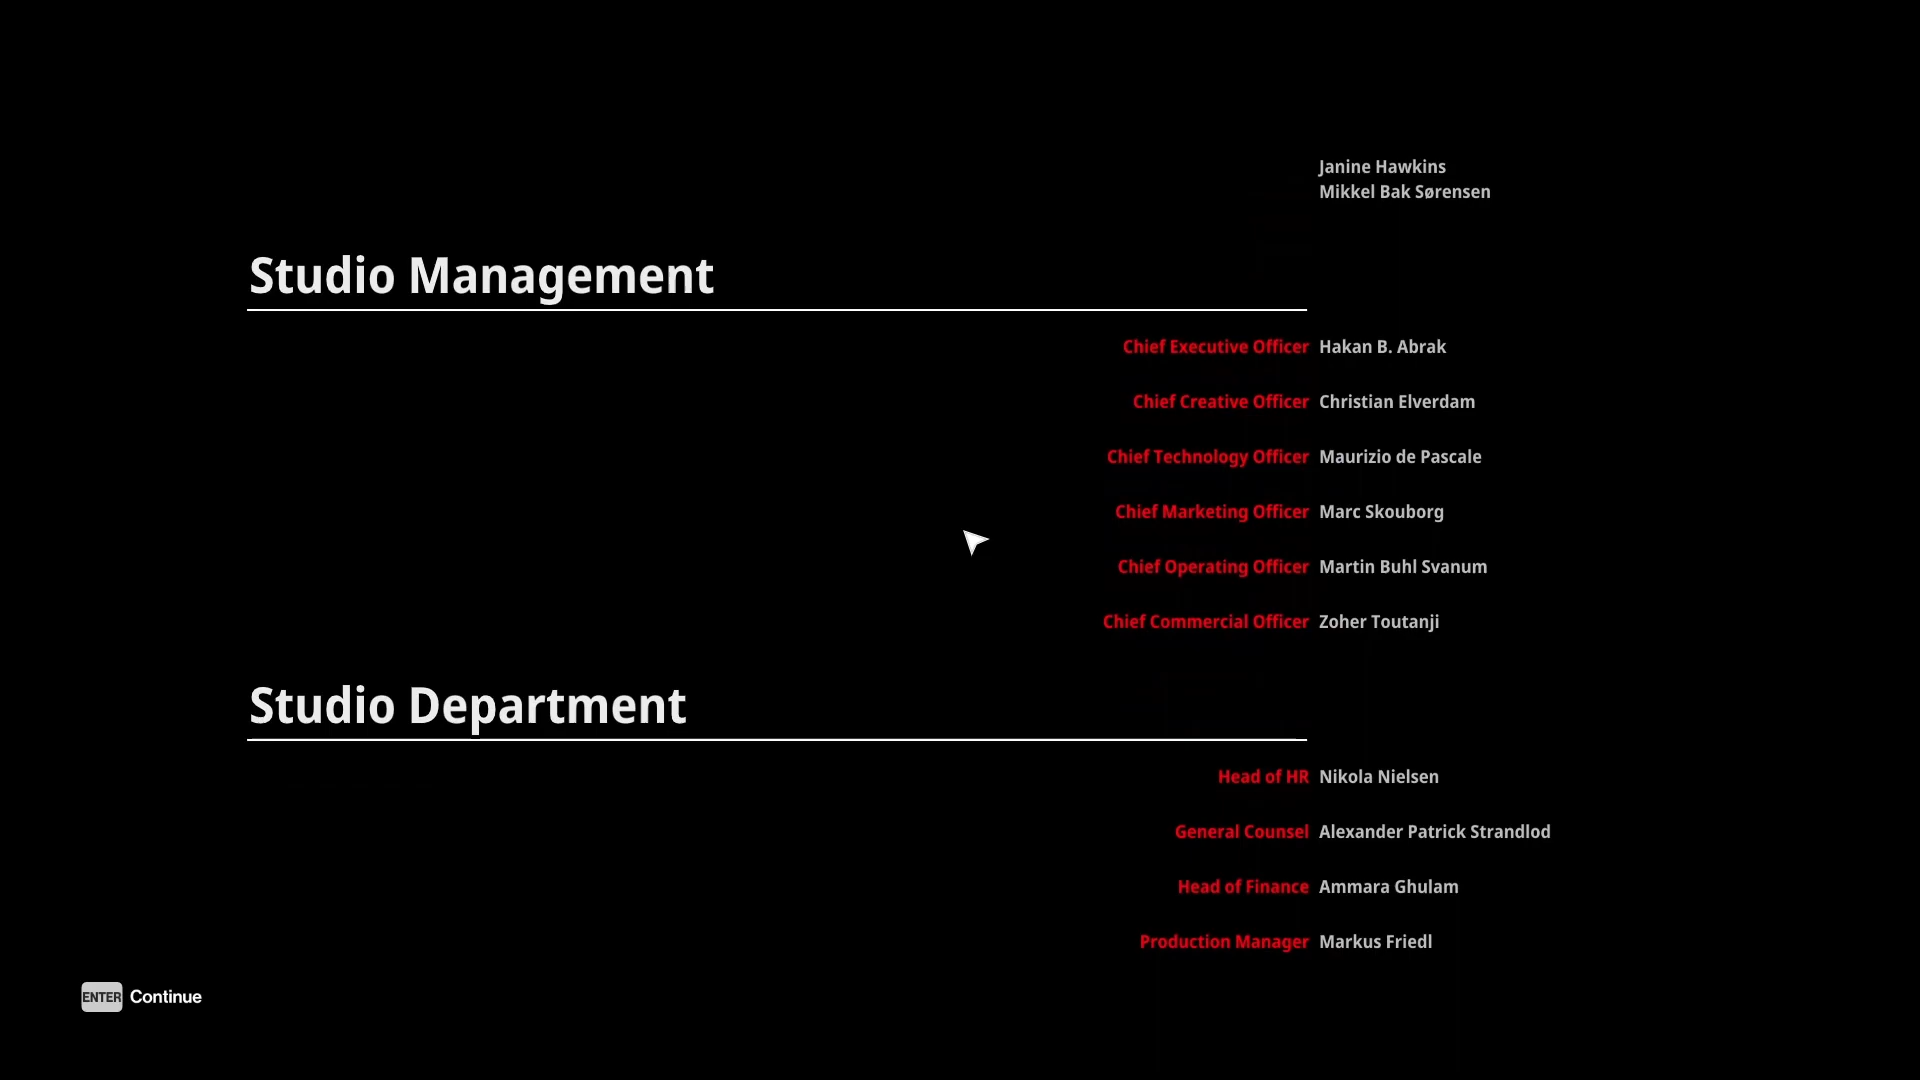 Janine Hawkins
Mikkel Bak Sørensen
Studio Management
Chief Executive Officer Hakan B. Abrak
Chief Creative Officer Christian Elverdam
Chief Technology Officer Maurizio de Pascale
Chief Marketing Officer Marc Skouborg
Chief Operating Officer Martin Buhl Svanum
Chief Commercial Officer Zoher Toutanji
Studio Department
Head of HR Nikola Nielsen
General Counsel Alexander Patrick Strandlod
Head of Finance Ammara Ghulam
Production Manager Markus Friedl
ENTER Continue